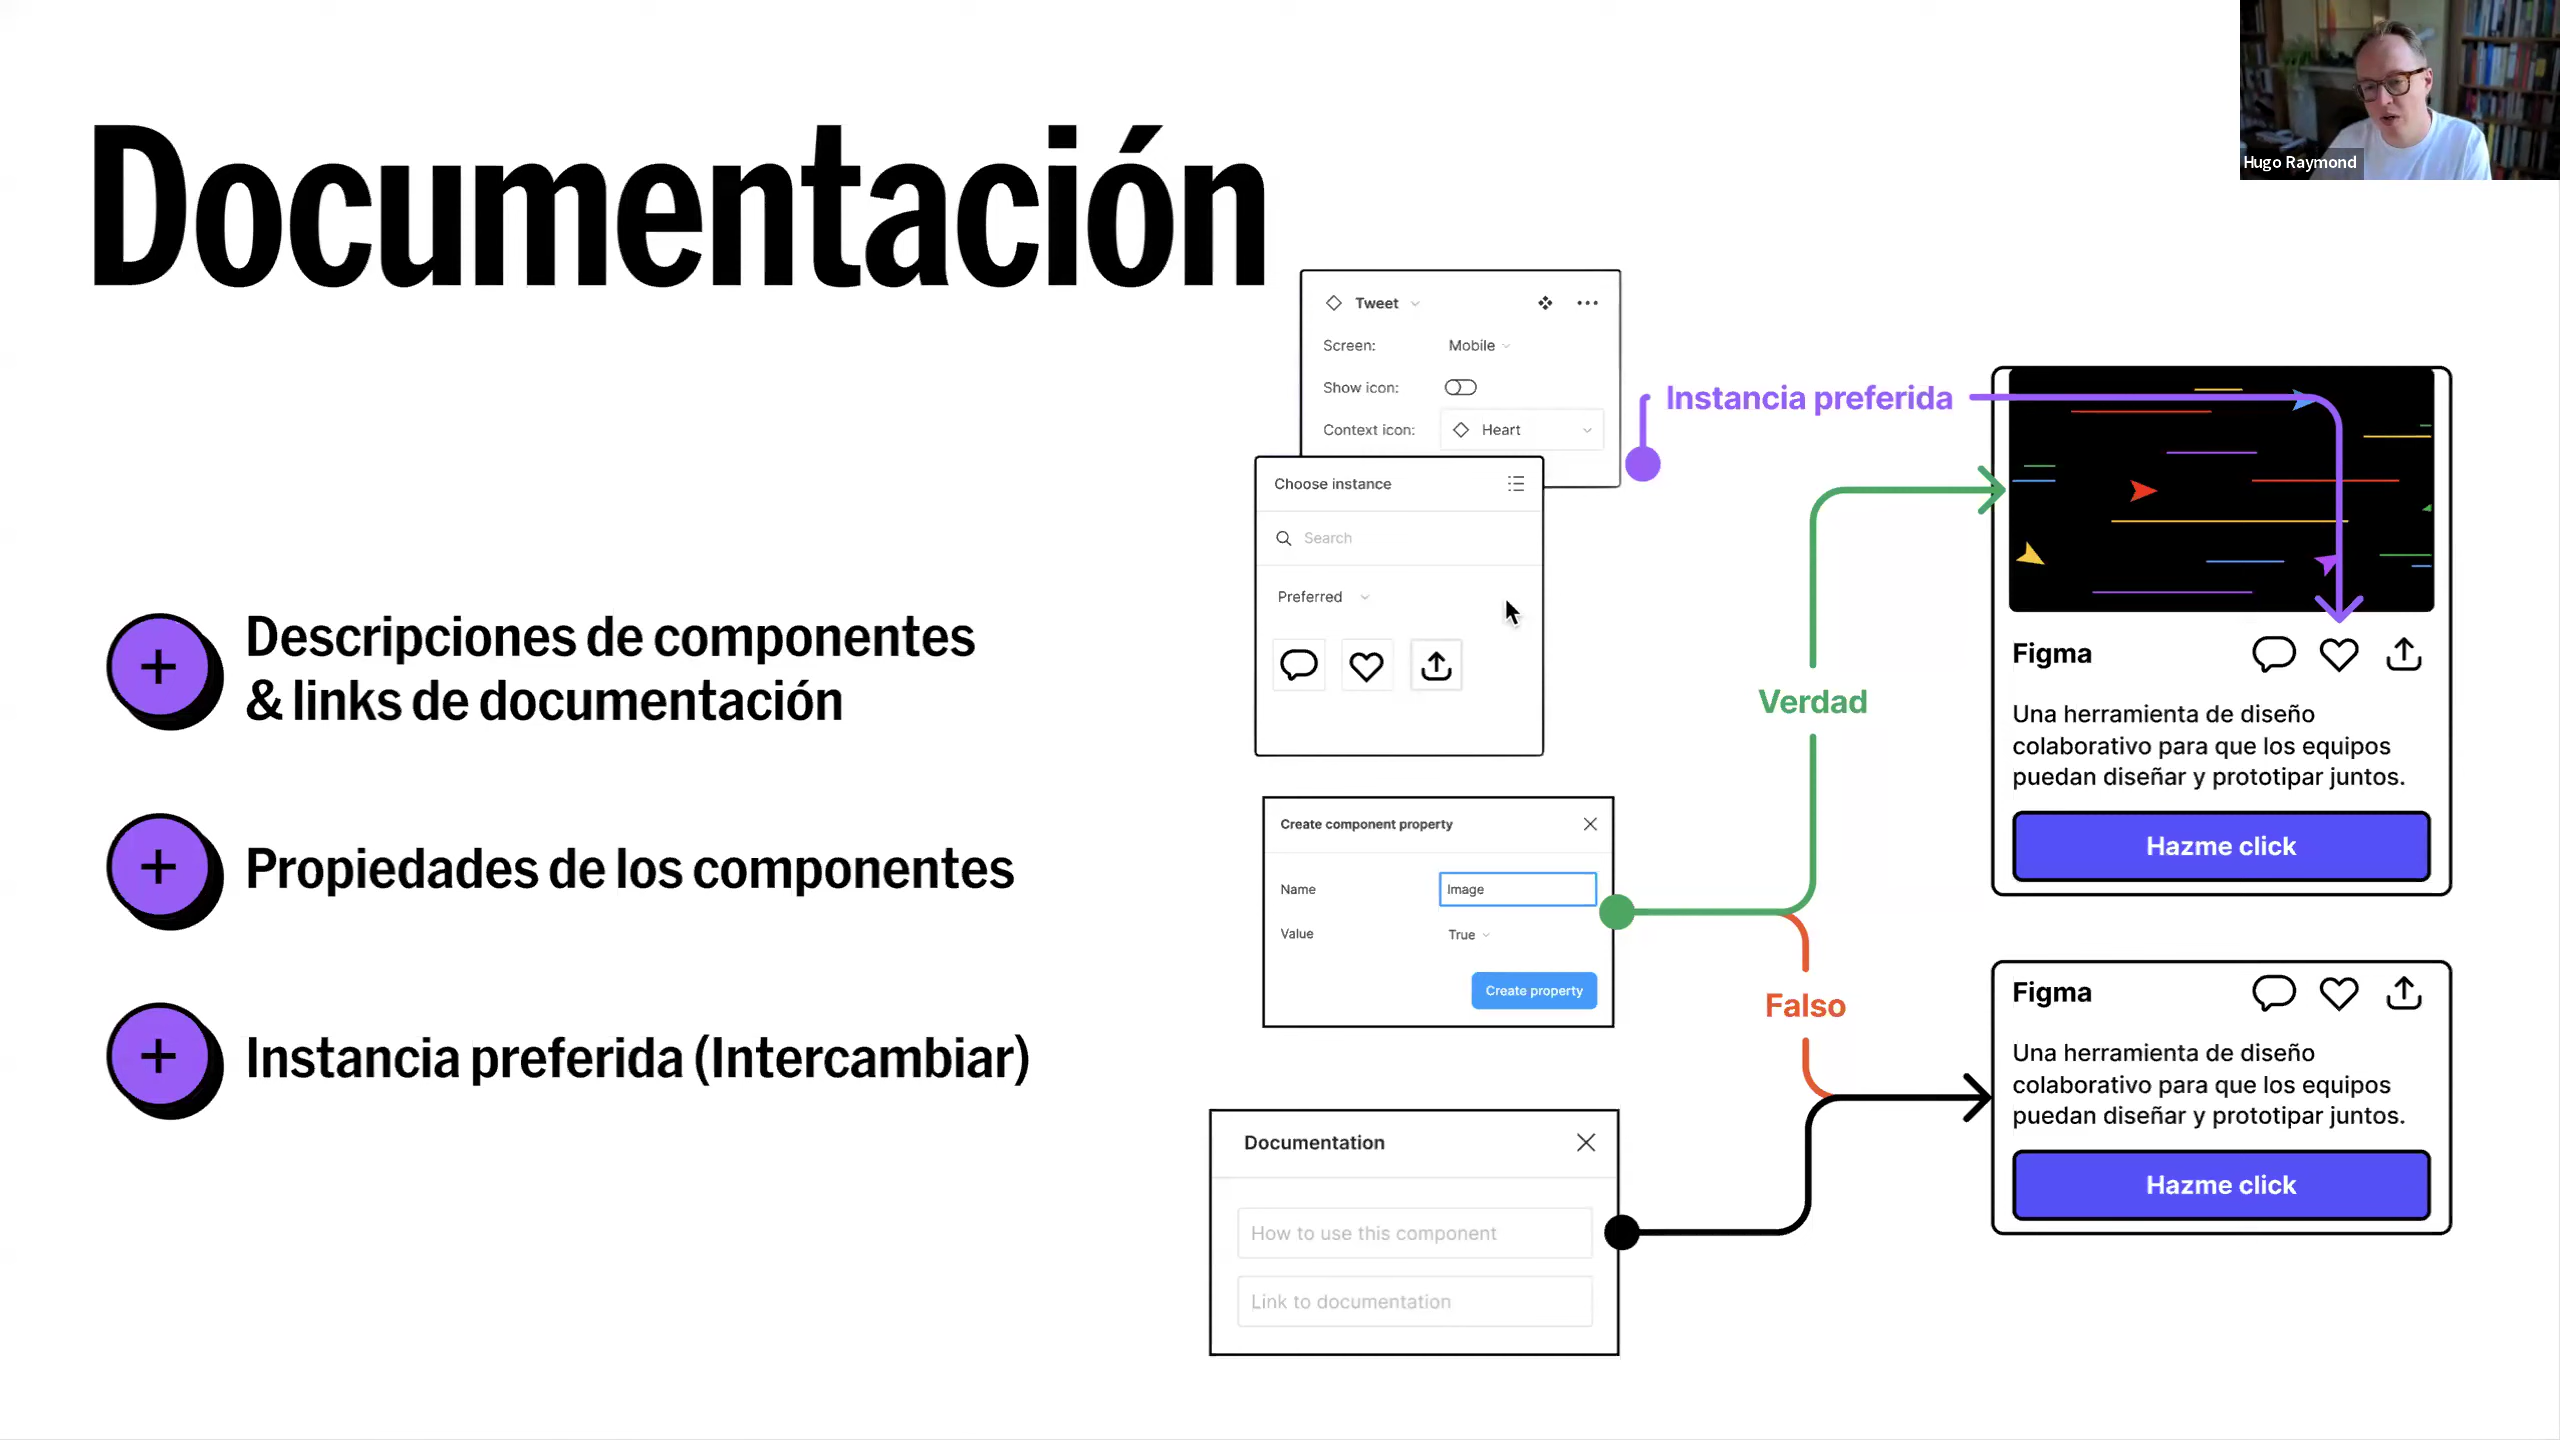 Hugo Raymond
Documentación
Descripciones de componentes
& links de documentación
Propiedades de los componentes
Instancia preferida (Intercambiar)
Tweet
Screen: Mobile
Show icon:
Context icon: Heart
Choose instance
Search
Preferred
Instancia preferida
Create component property
Name Image
Value True
Create property
Verdad
Falso
Documentation
How to use this component
Link to documentation
Figma
Una herramienta de diseño
colaborativo para que los equipos
puedan diseñar y prototipar juntos.
Hazme click
Figma
Una herramienta de diseño
colaborativo para que los equipos
puedan diseñar y prototipar juntos.
Hazme click